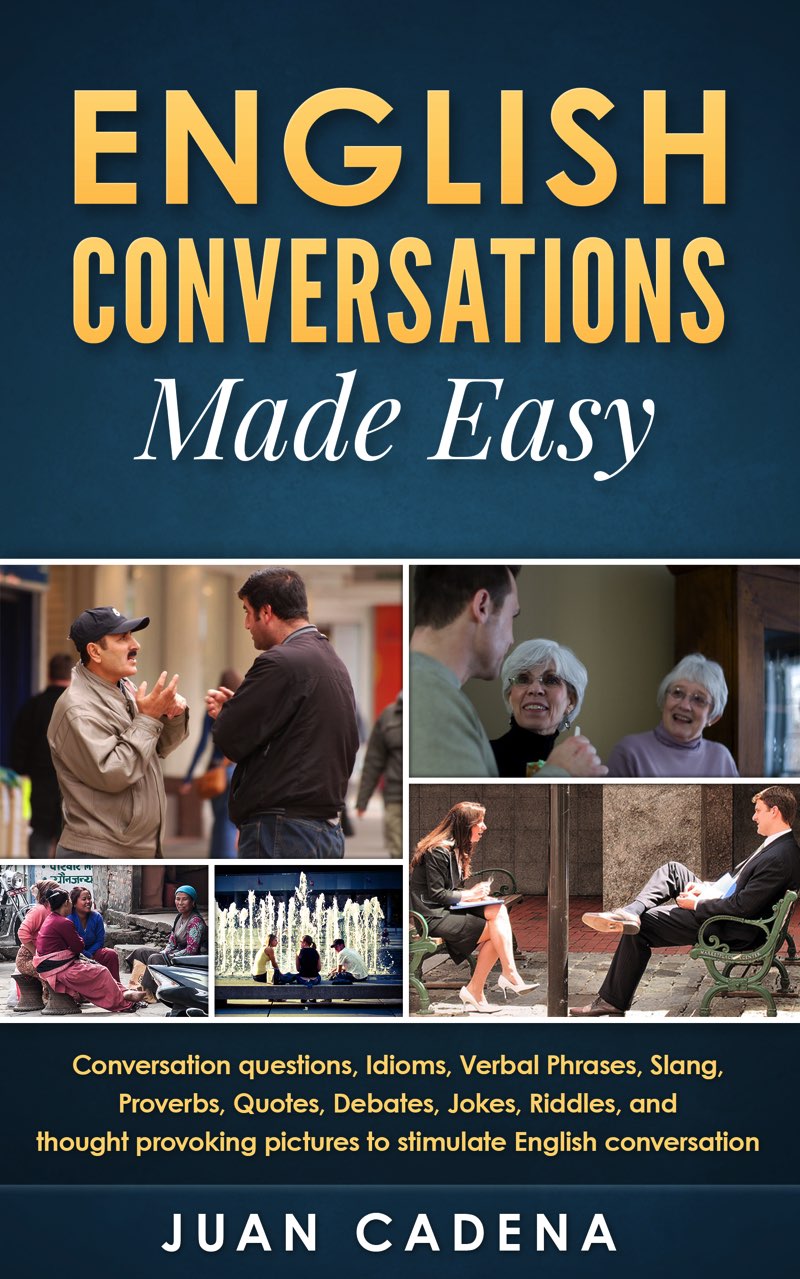 ENGLISH
CONVERSATIONS
Made Easy
Conversation questions, Idioms, Verbal Phrases, Slang,
Proverbs, Quotes, Debates, Jokes, Riddles, and
thought provoking pictures to stimulate English conversation
JUAN CADENA